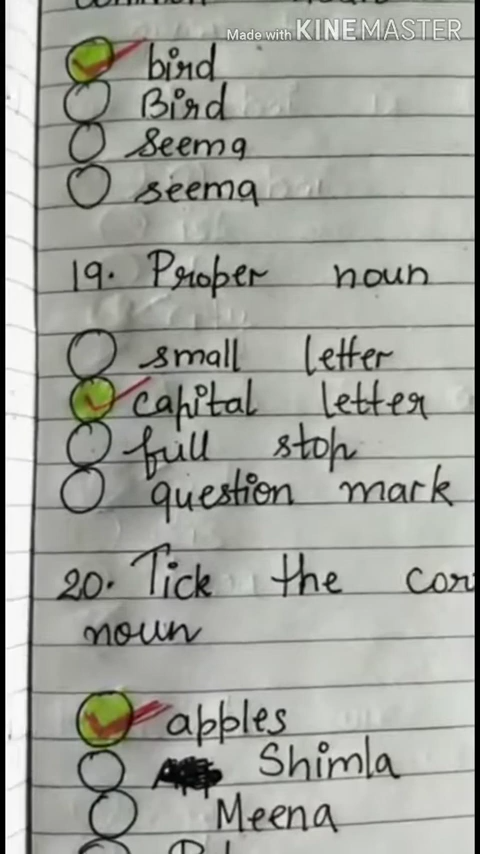 Made with KINEMASTER
bird
Bird
Seema
seema
19. Proper noun
small letter
capital letter
full stop
question mark
20. Tick the
noun
apples
Shimla
Meena